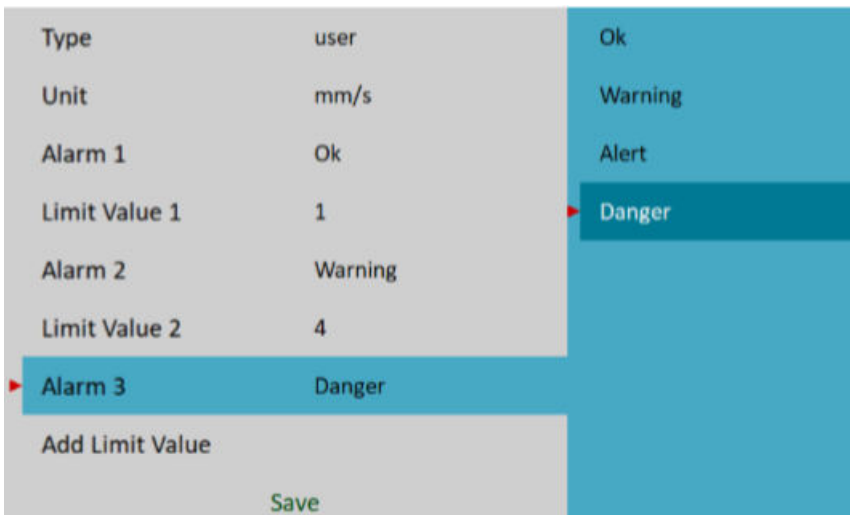 Type user
Unit mm/s
Alarm 1 Ok
Limit Value 1 1
Alarm 2 Warning
Limit Value 2 4
Alarm 3 Danger
Add Limit Value
Save
Ok
Warning
Alert
Danger